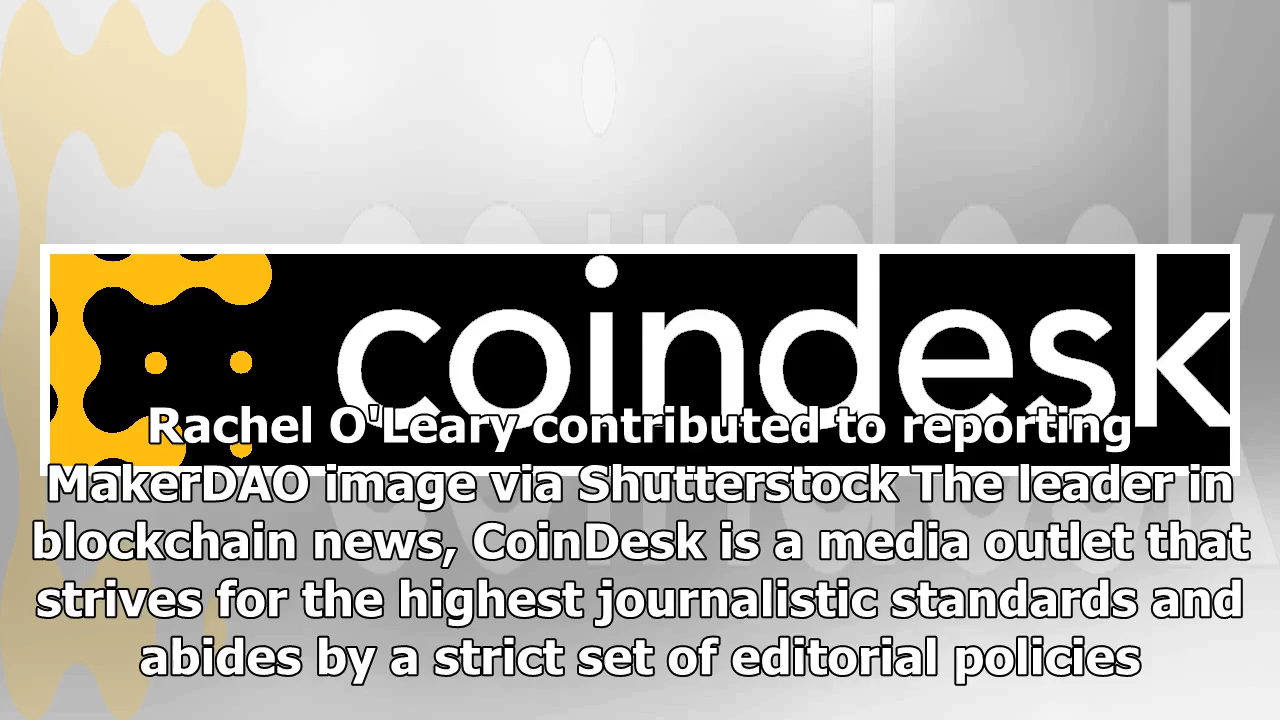 coindesk
Rachel O'Leary contributed to reporting
MakerDAO image via Shutterstock The leader in
blockchain news, CoinDesk is a media outlet that
strives for the highest journalistic standards and
abides by a strict set of editorial policies